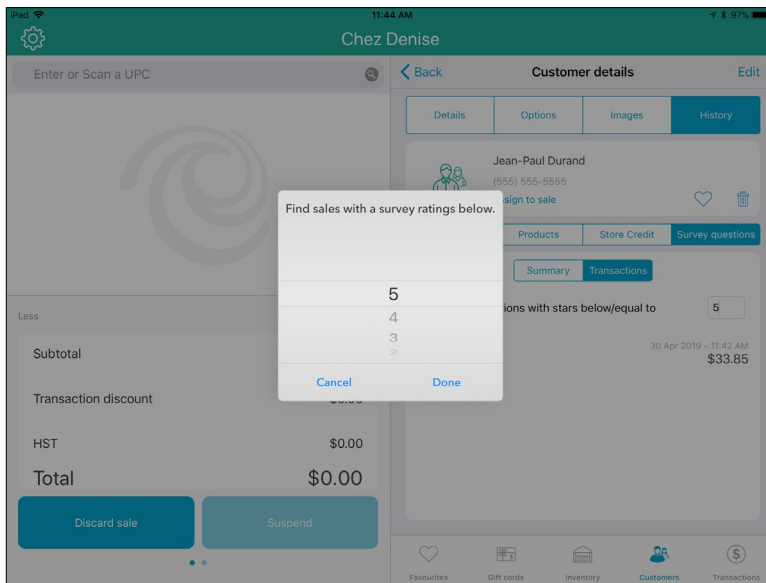 iPad 11:44 AM 97%
Chez Denise
Enter or Scan a UPC
Back Customer details Edit
Details Options Images History
Jean-Paul Durand
(555) 555-5555
sign to sale
Products Store Credit Survey questions
Summary Transactions
ions with stars below/equal to 5
30 Apr 2019 - 11:42 AM
$33.85
Find sales with a survey ratings below.
5
4
3
2
Cancel Done
Less
Subtotal
Transaction discount
HST $0.00
Total $0.00
Discard sale Suspend
Favourites Gift cards Inventory Customers Transactions